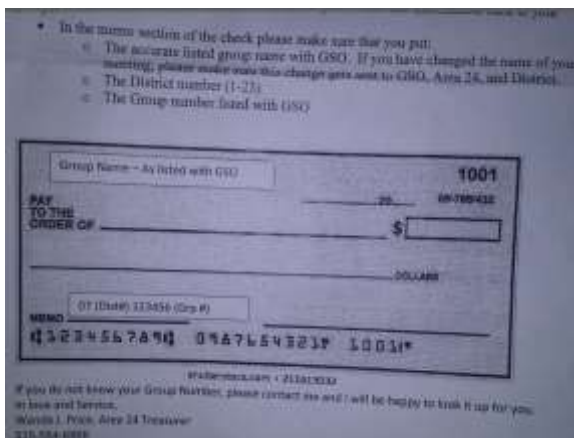 • In the memo section of the check please make sure that you put:
o The accurate listed group name with GSO. If you have changed the name of your
meeting, please make sure this change gets sent to GSO, Area 24, and District.
o The District number (1-23)
o The Group number listed with GSO
Group Name – As listed with GSO
1001
20
PAY
TO THE
ORDER OF
$
DOLLARS
MEMO
123456789 0987654321 1001
If you do not know your Group Number, please contact me and I will be happy to look it up for you.
In love and Service,
Wanda J. Price, Area 24 Treasurer